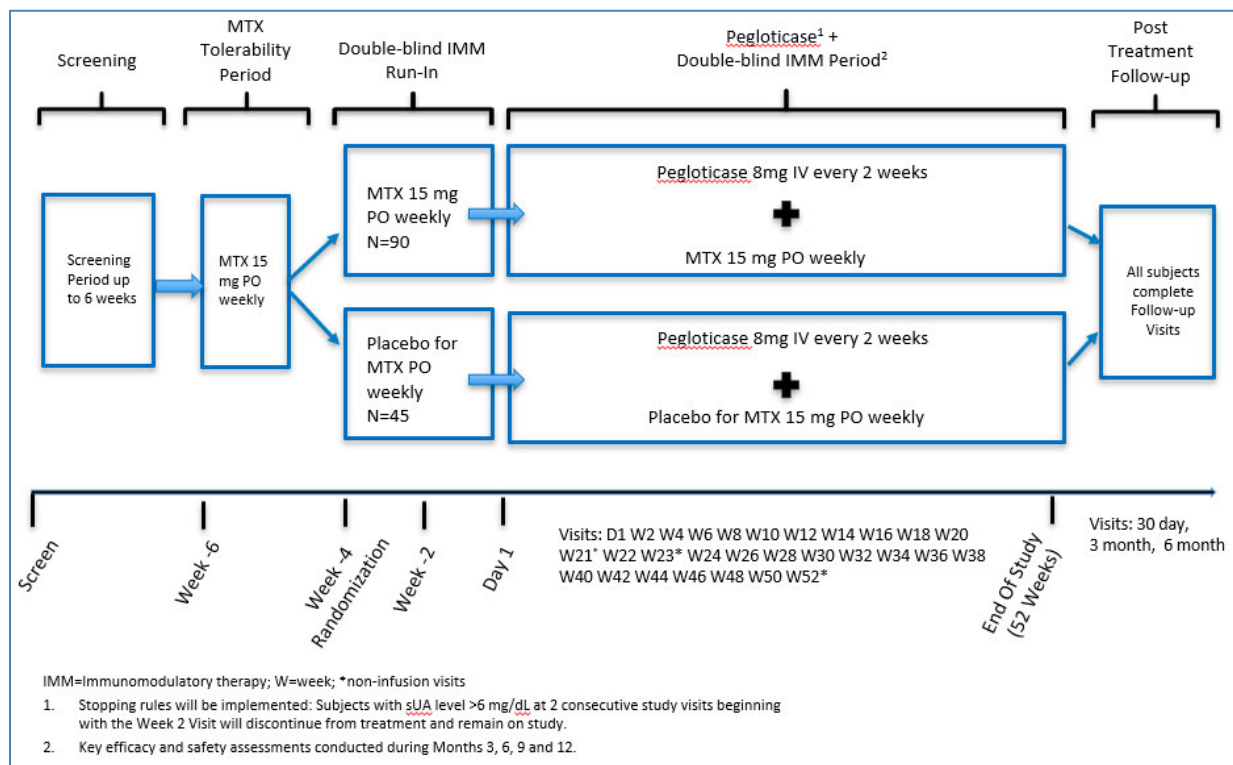 Screening
MTX
Tolerability
Period
Double-blind IMM
Run-In
Pegloticase¹ +
Double-blind IMM Period²
Post
Treatment
Follow-up
Screening
Period up
to 6 weeks
MTX 15
mg PO
weekly
MTX 15 mg
PO weekly
N=90
Pegloticase 8mg IV every 2 weeks
MTX 15 mg PO weekly
Placebo for
MTX PO
weekly
N=45
Pegloticase 8mg IV every 2 weeks
Placebo for MTX 15 mg PO weekly
All subjects
complete
Follow-up
Visits
Screen
Week -6
Week -4
Randomization
Week -2
Day 1
Visits: D1 W2 W4 W6 W8 W10 W12 W14 W16 W18 W20
W21* W22 W23* W24 W26 W28 W30 W32 W34 W36 W38
W40 W42 W44 W46 W48 W50 W52*
End Of Study
(52 Weeks)
Visits: 30 day,
3 month, 6 month
IMM=Immunomodulatory therapy; W=week; *non-infusion visits
1. Stopping rules will be implemented: Subjects with sUA level >6 mg/dL at 2 consecutive study visits beginning
with the Week 2 Visit will discontinue from treatment and remain on study.
2. Key efficacy and safety assessments conducted during Months 3, 6, 9 and 12.